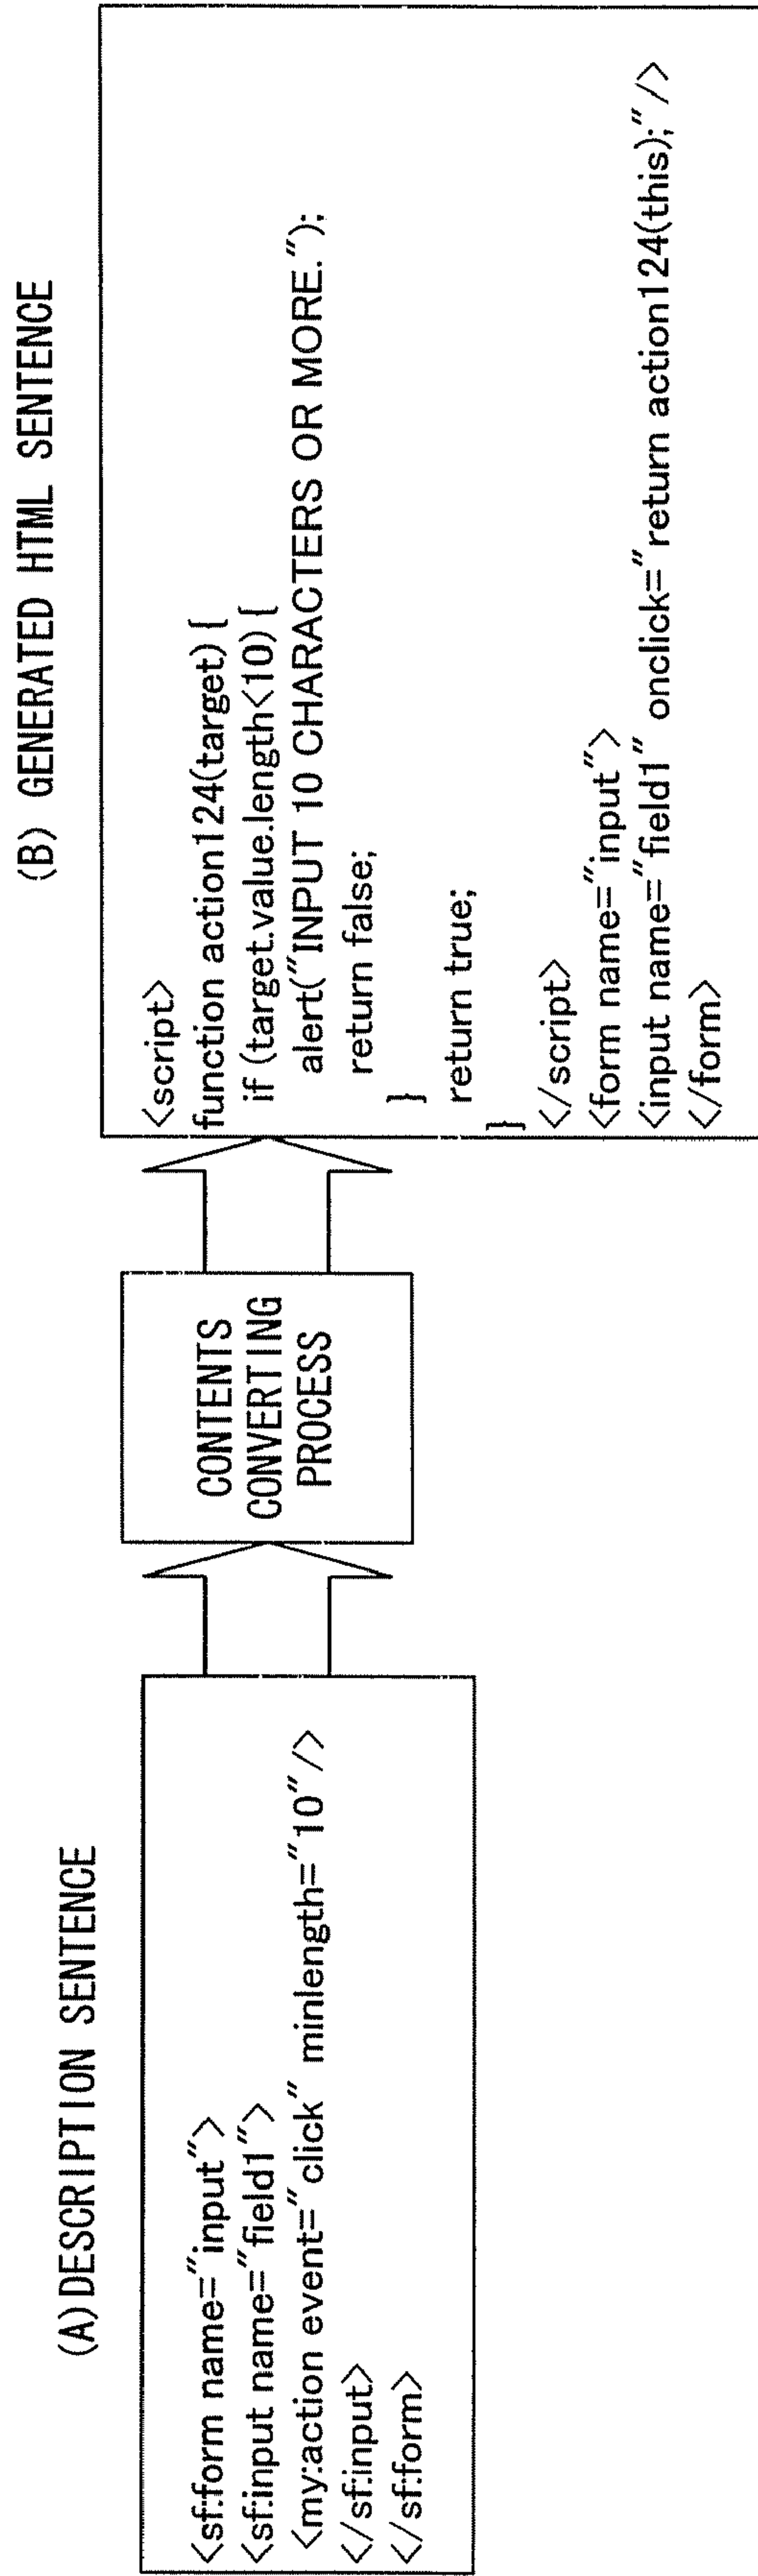 (A)DESCRIPTION SENTENCE
<sf:form name="input">
<sf:input name="field1">
<my:action event="click" minlength="10"/>
</sf:input>
</sf:form>
CONTENTS
CONVERTING
PROCESS
(B) GENERATED HTML SENTENCE
<script>
function action124(target) {
if (target.value.length<10) {
alert("INPUT 10 CHARACTERS OR MORE.");
return false;
}
return true;
}
</script>
<form name="input">
<input name="field1" onclick="return action124(this);"/>
</form>